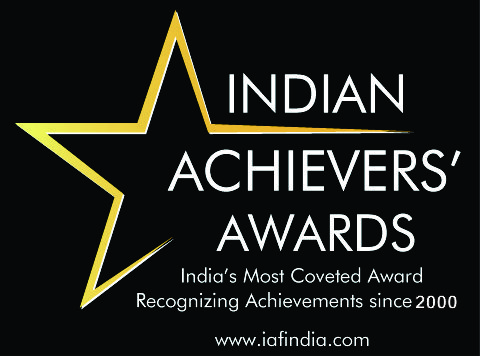 INDIAN
ACHIEVERS'
AWARDS
India's Most Coveted Award
Recognizing Achievements since 2000
www.iafindia.com